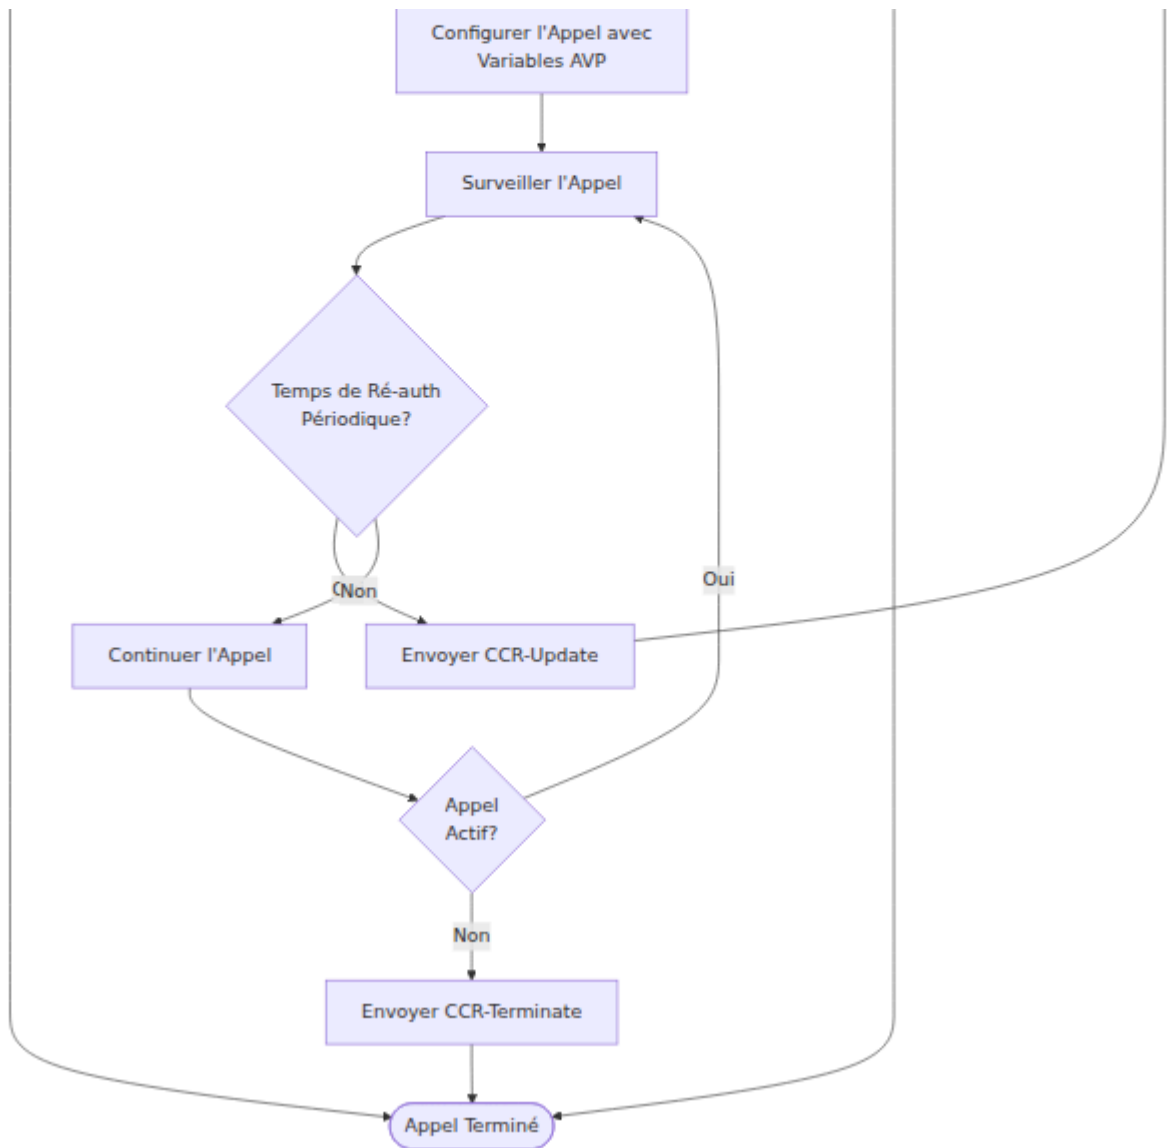 Configurer l'Appel avec
Variables AVP
Surveiller l'Appel
Temps de Ré-auth
Périodique?
Oui
Non
Continuer l'Appel
Envoyer CCR-Update
Appel
Actif?
Non
Envoyer CCR-Terminate
Appel Terminé